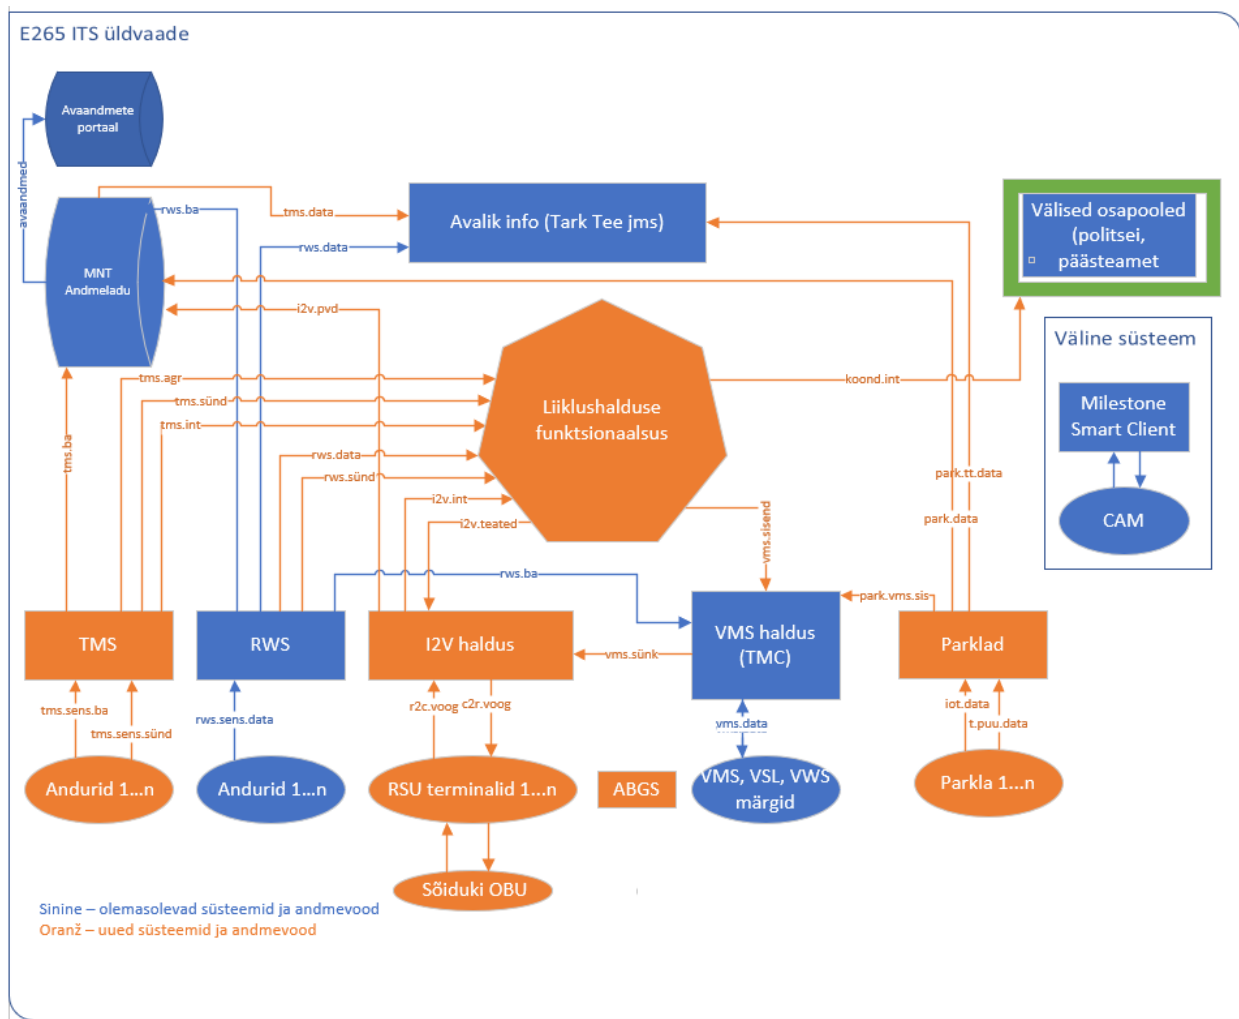 E265 ITS üldvaade
Avaandmete
portaal
avaandmed
rws.ba
tms.data
rws.data
Avalik info (Tark Tee jms)
Välised osapooled
(politsei,
päästeamet
MNT
Andmeladu
i2v.pvd
Väline süsteem
Milestone
Smart Client
CAM
tms.agr
tms.sünd
tms.int
tms.ba
Liiklushalduse
funktsionaalsus
koond.int
rws.data
rws.sünd
i2v.int
i2v.teated
park.tt.data
park.data
vms.sisend
rws.ba
park.vms.sis
TMS
RWS
I2V haldus
vms.sünk
VMS haldus
(TMC)
Parklad
tms.sens.ba
tms.sens.sünd
rws.sens.data
r2c.voog
c2r.voog
vms.data
iot.data
t.puu.data
Andurid 1...n
Andurid 1...n
RSU terminalid 1...n
ABGS
VMS, VSL, VWS
märgid
Parkla 1...n
Sõiduki OBU
Sinine – olemasolevad süsteemid ja andmevood
Oranž – uued süsteemid ja andmevood